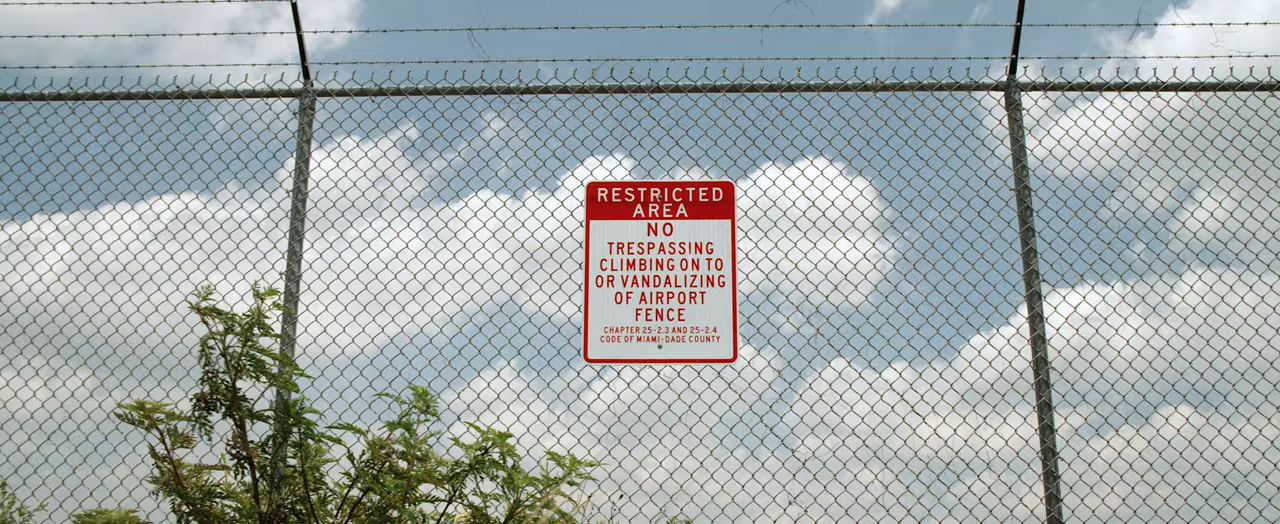 RESTRICTED
AREA
NO
TRESPASSING
CLIMBING ON TO
OR VANDALIZING
OF AIRPORT
FENCE
CHAPTER 25-2.3 AND 25-2.4
CODE OF MIAMI-DADE COUNTY